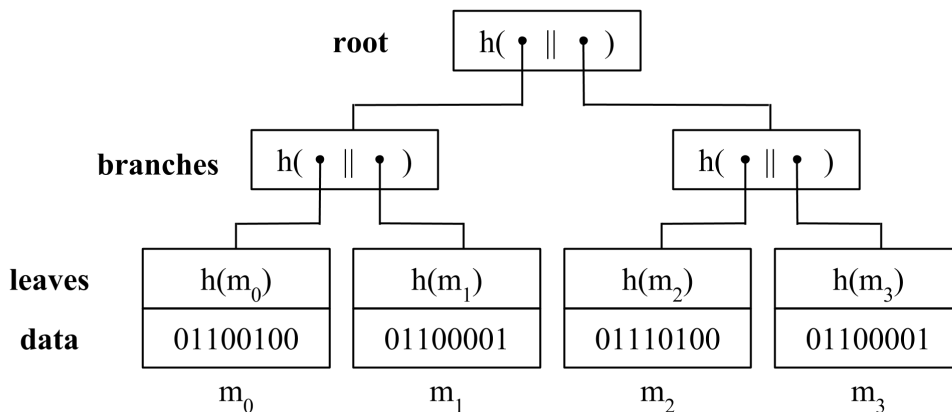 root h( • || • )
branches h( • || • ) h( • || • )
leaves h(m₀) h(m₁) h(m₂) h(m₃)
data 01100100 01100001 01110100 01100001
m₀ m₁ m₂ m₃